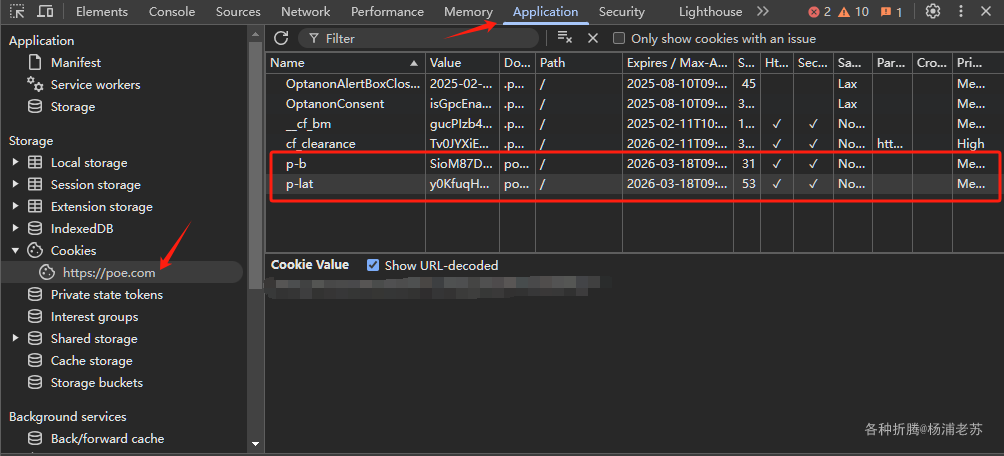 Elements Console Sources Network Performance Memory Application Security Lighthouse 2 10 1
Application
Manifest
Service workers
Storage
Storage
Local storage
Session storage
Extension storage
IndexedDB
Cookies
https://poe.com
Private state tokens
Interest groups
Shared storage
Cache storage
Storage buckets
Background services
Back/forward cache
Filter Only show cookies with an issue
Name Value Do... Path Expires / Max-A... S... Ht... Sec... Sa... Par... Cro... Pri...
OptanonAlertBoxClos... 2025-02-... .p... / 2025-08-10T09:... 45 Lax Me...
OptanonConsent isGpcEna... .p... / 2025-08-10T09:... 3... Lax Me...
__cf_bm gucPIzb4... .p... / 2025-02-11T10:... 1... ✓ ✓ No... Me...
cf_clearance Tv0JYXiE... .p... / 2026-02-11T09:... 3... ✓ ✓ No... htt... High
p-b SioM87D... po... / 2026-03-18T09:... 31 ✓ ✓ No... Me...
p-lat y0KfuqH... po... / 2026-03-18T09:... 53 ✓ ✓ No... Me...
Cookie Value Show URL-decoded
各种折腾@杨浦老苏